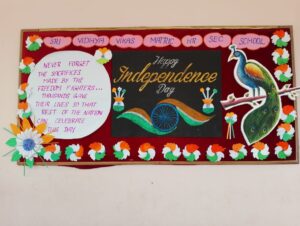 SRI VIDHYA VIKAS MATRIC HR SEC SCHOOL
NEVER FORGET
THE SACRIFICES
MADE BY THE
FREEDOM FIGHTERS...
THOUSANDS GAVE
THEIR LIVES SO THAT
REST OF THE NATION
CAN CELEBRATE
THIS DAY
Happy
Independence
Day